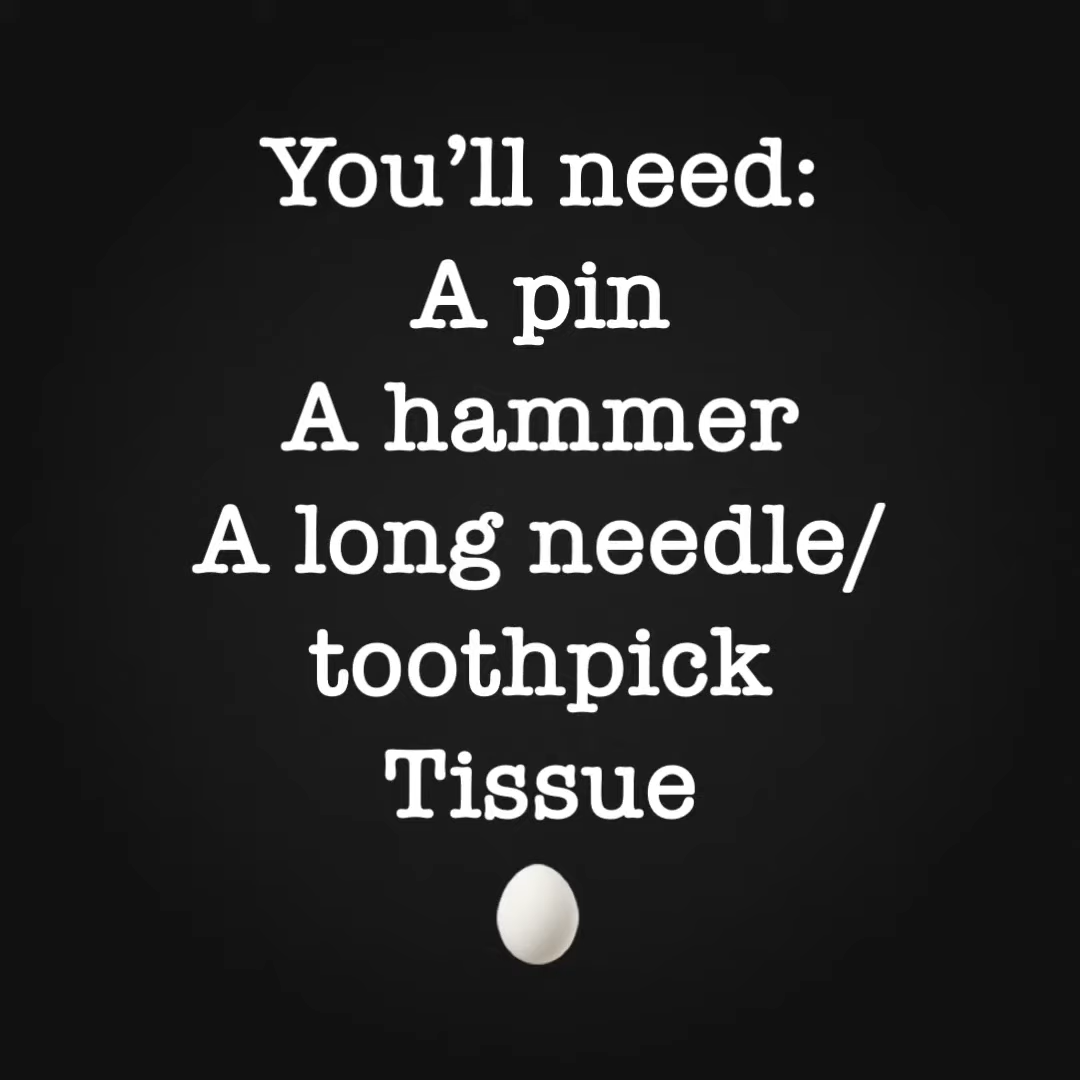 You’ll need:
A pin
A hammer
A long needle/
toothpick
Tissue